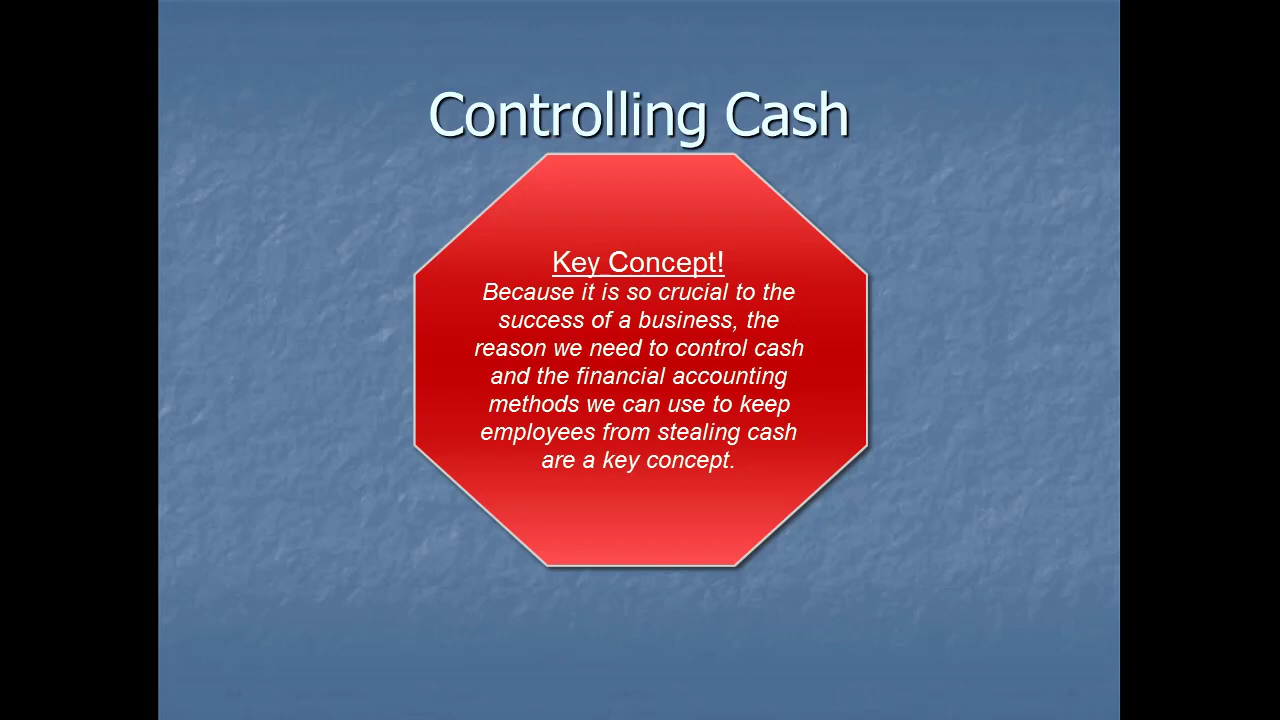 Controlling Cash
Key Concept!
Because it is so crucial to the
success of a business, the
reason we need to control cash
and the financial accounting
methods we can use to keep
employees from stealing cash
are a key concept.